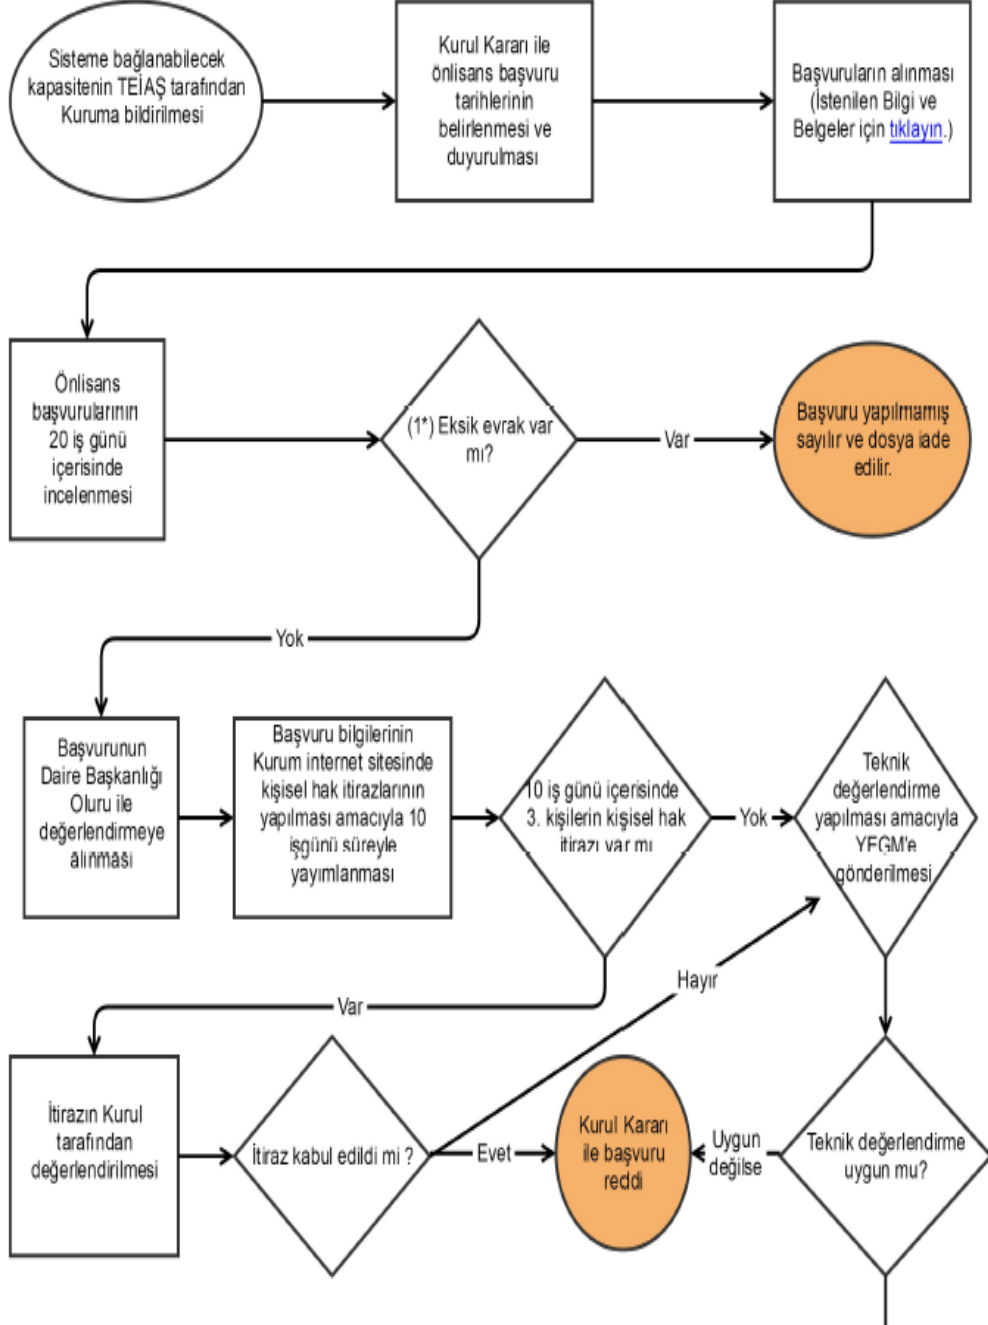 Sisteme bağlanabilecek
kapasitenin TEİAŞ tarafından
Kuruma bildirilmesi
Kurul Kararı ile
önlisans başvuru
tarihlerinin
belirlenmesi ve
duyurulması
Başvuruların alınması
(İstenilen Bilgi ve
Belgeler için tıklayın.)
Önlisans
başvurularının
20 iş günü
içerisinde
incelenmesi
(1*) Eksik evrak var
mı?
Var
Başvuru yapılmamış
sayılır ve dosya iade
edilir.
Yok
Başvurunun
Daire Başkanlığı
Oluru ile
değerlendirmeye
alınması
Başvuru bilgilerinin
Kurum internet sitesinde
kişisel hak itirazlarının
yapılması amacıyla 10
işgünü süreyle
yayımlanması
10 iş günü içerisinde
3. kişilerin kişisel hak
itirazı var mı
Yok
Teknik
değerlendirme
yapılması amacıyla
YEGM'e
gönderilmesi
Hayır
Var
İtirazın Kurul
tarafından
değerlendirilmesi
İtiraz kabul edildi mi ?
Evet
Kurul Kararı
ile başvuru
reddi
Uygun
değilse
Teknik değerlendirme
uygun mu?